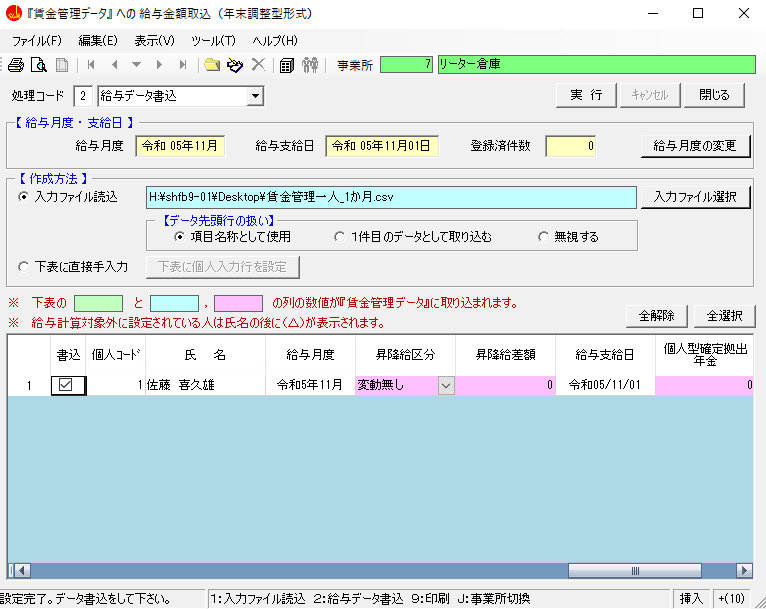 『賃金管理データ』への給与金額取込（年末調整型形式）
ファイル(F) 編集(E) 表示(V) ツール(T) ヘルプ(H)
事業所 7 リーター倉庫
処理コード 2 給与データ書込 実 行 キャンセル 閉じる
【 給与月度・支給日 】
給与月度 令和 05年11月 給与支給日 令和 05年11月01日 登録済件数 0 給与月度の変更
【 作成方法 】
入力ファイル読込 H:¥shfb9-01¥Desktop¥賃金管理一人_1か月.csv 入力ファイル選択
【データ先頭行の扱い】
項目名称として使用 1件目のデータとして取り込む 無視する
下表に直接手入力 下表に個人入力行を設定
※ 下表の と , の列の数値が『賃金管理データ』に取り込まれます。
※ 給与計算対象外に設定されている人は氏名の後に(△)が表示されます。
全解除 全選択
書込 個人コード 氏 名 給与月度 昇降給区分 昇降給差額 給与支給日 個人型確定拠出年金
1 1 佐藤 喜久雄 令和5年11月 変動無し 0 令和05/11/01 0
設定完了。データ書込をして下さい。 1:入力ファイル読込 2:給与データ書込 9:印刷 J:事業所切換 挿入 +(10)